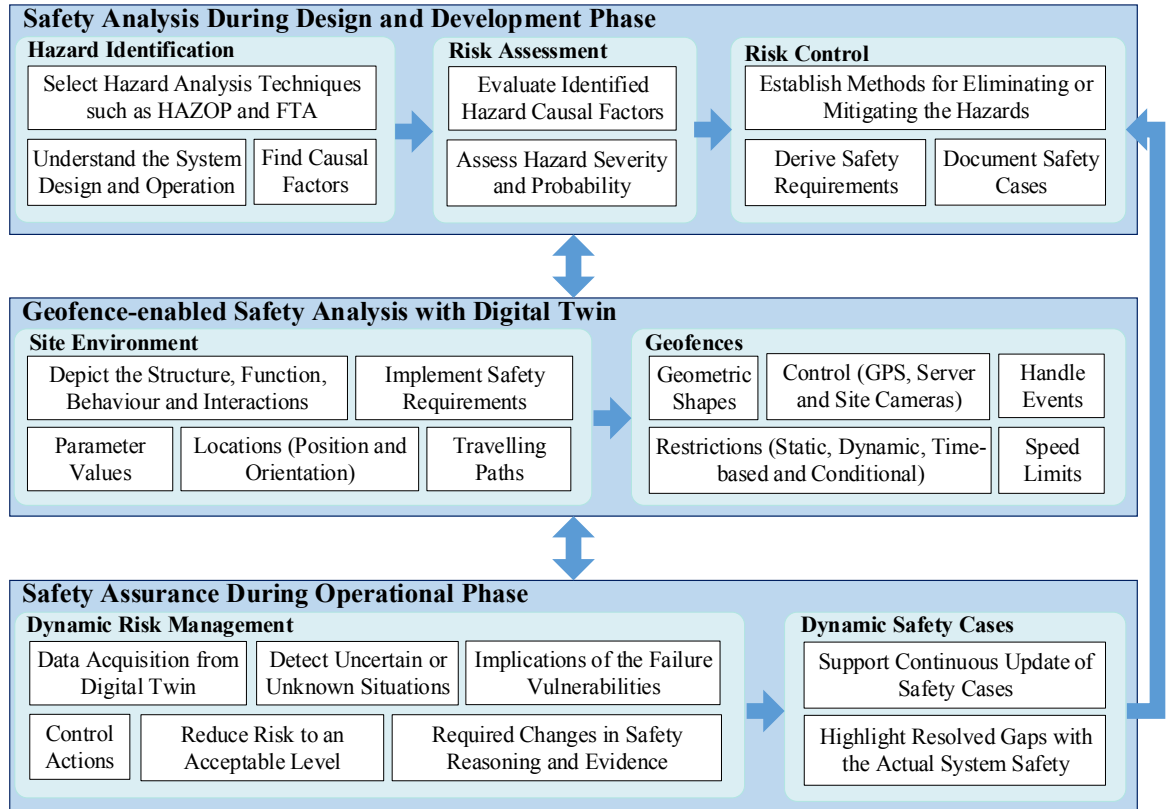 Safety Analysis During Design and Development Phase
Hazard Identification
Select Hazard Analysis Techniques
such as HAZOP and FTA
Understand the System
Design and Operation
Find Causal
Factors
Risk Assessment
Evaluate Identified
Hazard Causal Factors
Assess Hazard Severity
and Probability
Risk Control
Establish Methods for Eliminating or
Mitigating the Hazards
Derive Safety
Requirements
Document Safety
Cases
Geofence-enabled Safety Analysis with Digital Twin
Site Environment
Depict the Structure, Function,
Behaviour and Interactions
Implement Safety
Requirements
Parameter
Values
Locations (Position and
Orientation)
Travelling
Paths
Geofences
Geometric
Shapes
Control (GPS, Server
and Site Cameras)
Handle
Events
Restrictions (Static, Dynamic, Time-
based and Conditional)
Speed
Limits
Safety Assurance During Operational Phase
Dynamic Risk Management
Data Acquisition from
Digital Twin
Detect Uncertain or
Unknown Situations
Implications of the Failure
Vulnerabilities
Control
Actions
Reduce Risk to an
Acceptable Level
Required Changes in Safety
Reasoning and Evidence
Dynamic Safety Cases
Support Continuous Update of
Safety Cases
Highlight Resolved Gaps with
the Actual System Safety